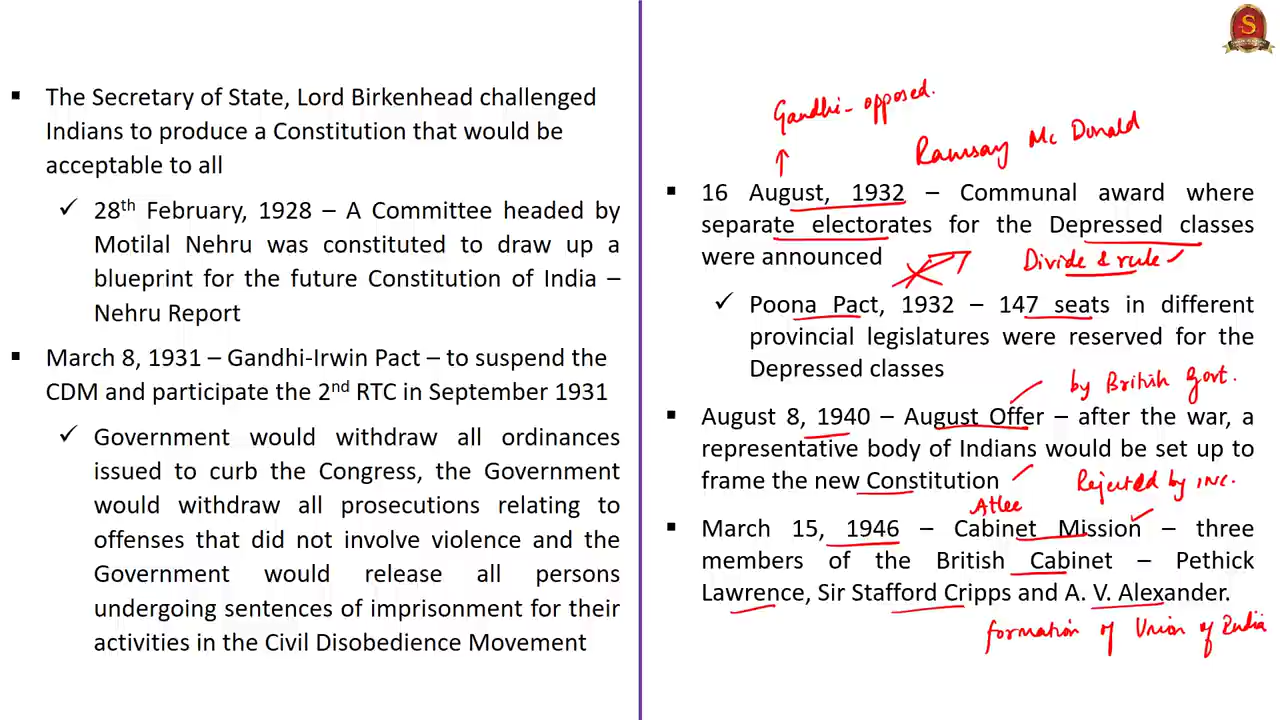 ▪ The Secretary of State, Lord Birkenhead challenged
Indians to produce a Constitution that would be
acceptable to all
✓ 28th February, 1928 – A Committee headed by
Motilal Nehru was constituted to draw up a
blueprint for the future Constitution of India –
Nehru Report
▪ March 8, 1931 – Gandhi-Irwin Pact – to suspend the
CDM and participate the 2nd RTC in September 1931
✓ Government would withdraw all ordinances
issued to curb the Congress, the Government
would withdraw all prosecutions relating to
offenses that did not involve violence and the
Government would release all persons
undergoing sentences of imprisonment for their
activities in the Civil Disobedience Movement
S
Gandhi - opposed.
Ramsay Mc Donald
▪ 16 August, 1932 – Communal award where
separate electorates for the Depressed classes
were announced
Divide & rule
✓ Poona Pact, 1932 – 147 seats in different
provincial legislatures were reserved for the
Depressed classes
by British Govt.
▪ August 8, 1940 – August Offer – after the war, a
representative body of Indians would be set up to
frame the new Constitution
Rejected by INC.
Atlee
▪ March 15, 1946 – Cabinet Mission – three
members of the British Cabinet – Pethick
Lawrence, Sir Stafford Cripps and A. V. Alexander.
formation of Union of India